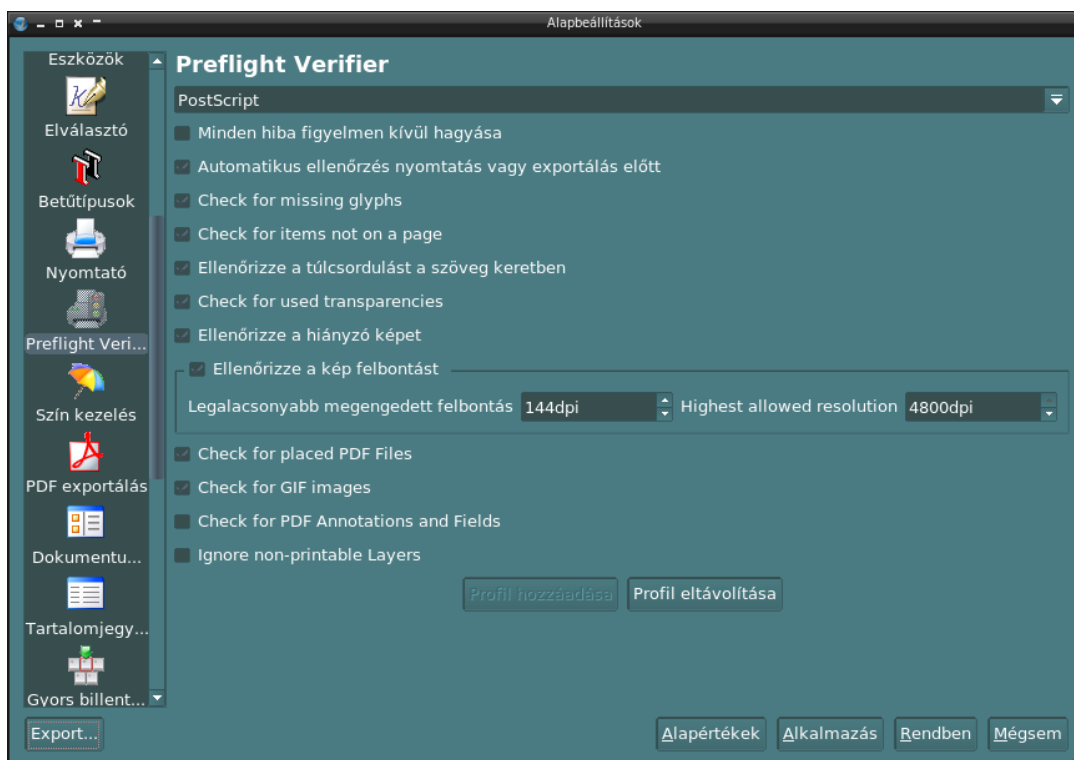 Alapbeállítások
Eszközök
Elválasztó
Betűtípusok
Nyomtató
Preflight Veri...
Szín kezelés
PDF exportálás
Dokumentu...
Tartalomjegy...
Gyors billent...
Preflight Verifier
PostScript
Minden hiba figyelmen kívül hagyása
Automatikus ellenőrzés nyomtatás vagy exportálás előtt
Check for missing glyphs
Check for items not on a page
Ellenőrizze a túlcsordulást a szöveg keretben
Check for used transparencies
Ellenőrizze a hiányzó képet
Ellenőrizze a kép felbontást
Legalacsonyabb megengedett felbontás 144dpi Highest allowed resolution 4800dpi
Check for placed PDF Files
Check for GIF images
Check for PDF Annotations and Fields
Ignore non-printable Layers
Profil hozzáadása Profil eltávolítása
Export... Alapértékek Alkalmazás Rendben Mégsem